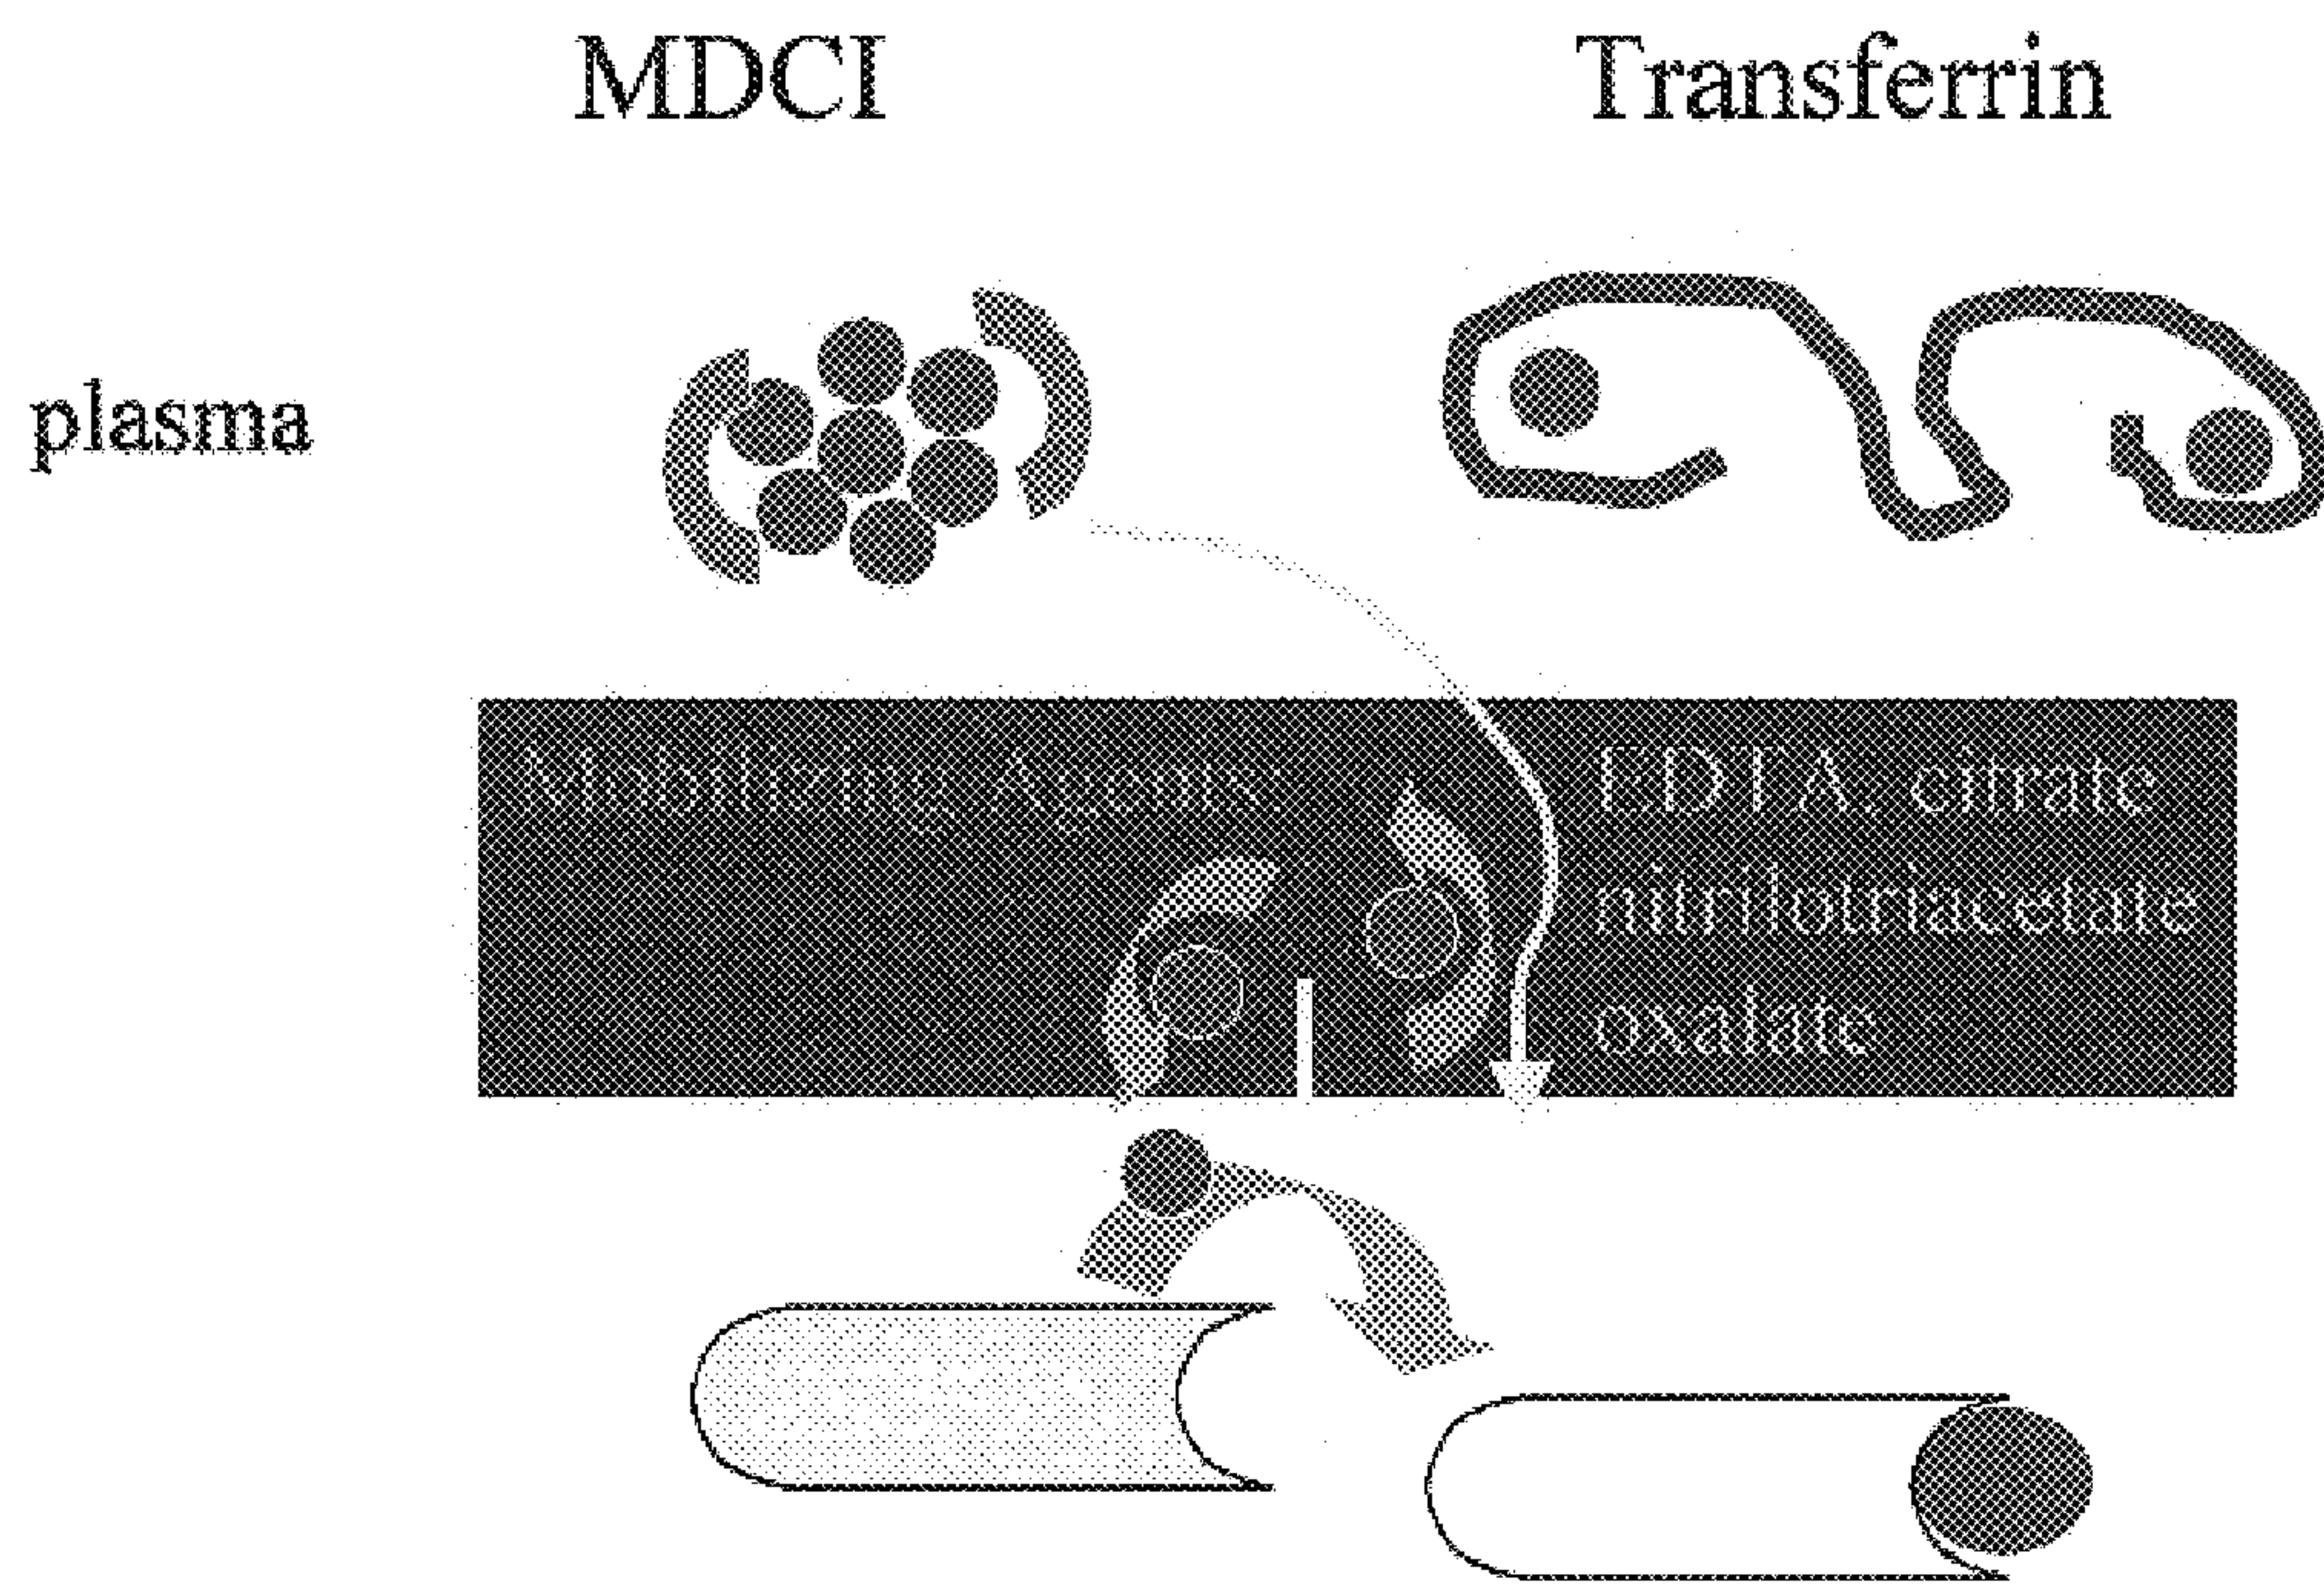 MDCI Transferrin
plasma
Mobilizing Agents: EDTA, citrate
nitrilotriacetate
oxalate